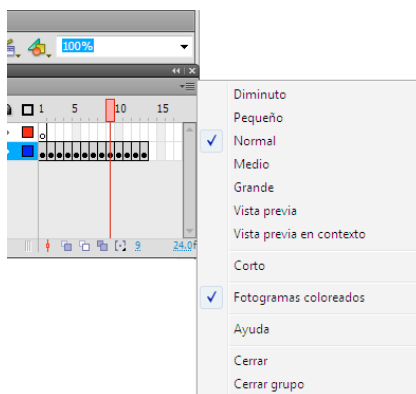 100%
1 5 10 15
9 24.0f
Diminuto
Pequeño
Normal
Medio
Grande
Vista previa
Vista previa en contexto
Corto
Fotogramas coloreados
Ayuda
Cerrar
Cerrar grupo